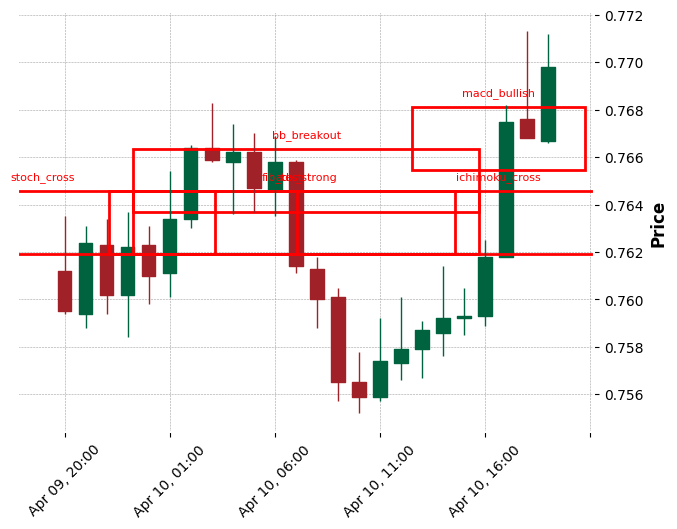 0.772
0.770
macd_bullish
0.768
bb_breakout
0.766
stoch_cross
ichimoku_cross
0.764
0.762
Price
0.760
0.758
0.756
Apr 09, 20:00
Apr 10, 01:00
Apr 10, 06:00
Apr 10, 11:00
Apr 10, 16:00